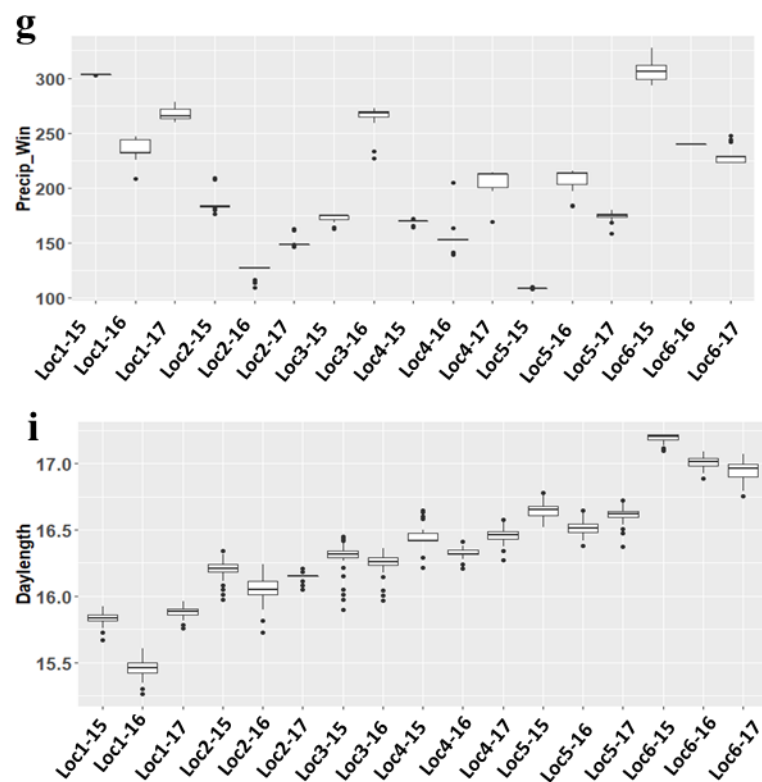 g
Precip_Win
300
250
200
150
100
Loc1-15 Loc1-16 Loc1-17 Loc2-15 Loc2-16 Loc2-17 Loc3-15 Loc3-16 Loc4-15 Loc4-16 Loc4-17 Loc5-15 Loc5-16 Loc5-17 Loc6-15 Loc6-16 Loc6-17
i
Daylength
17.0
16.5
16.0
15.5
Loc1-15 Loc1-16 Loc1-17 Loc2-15 Loc2-16 Loc2-17 Loc3-15 Loc3-16 Loc4-15 Loc4-16 Loc4-17 Loc5-15 Loc5-16 Loc5-17 Loc6-15 Loc6-16 Loc6-17